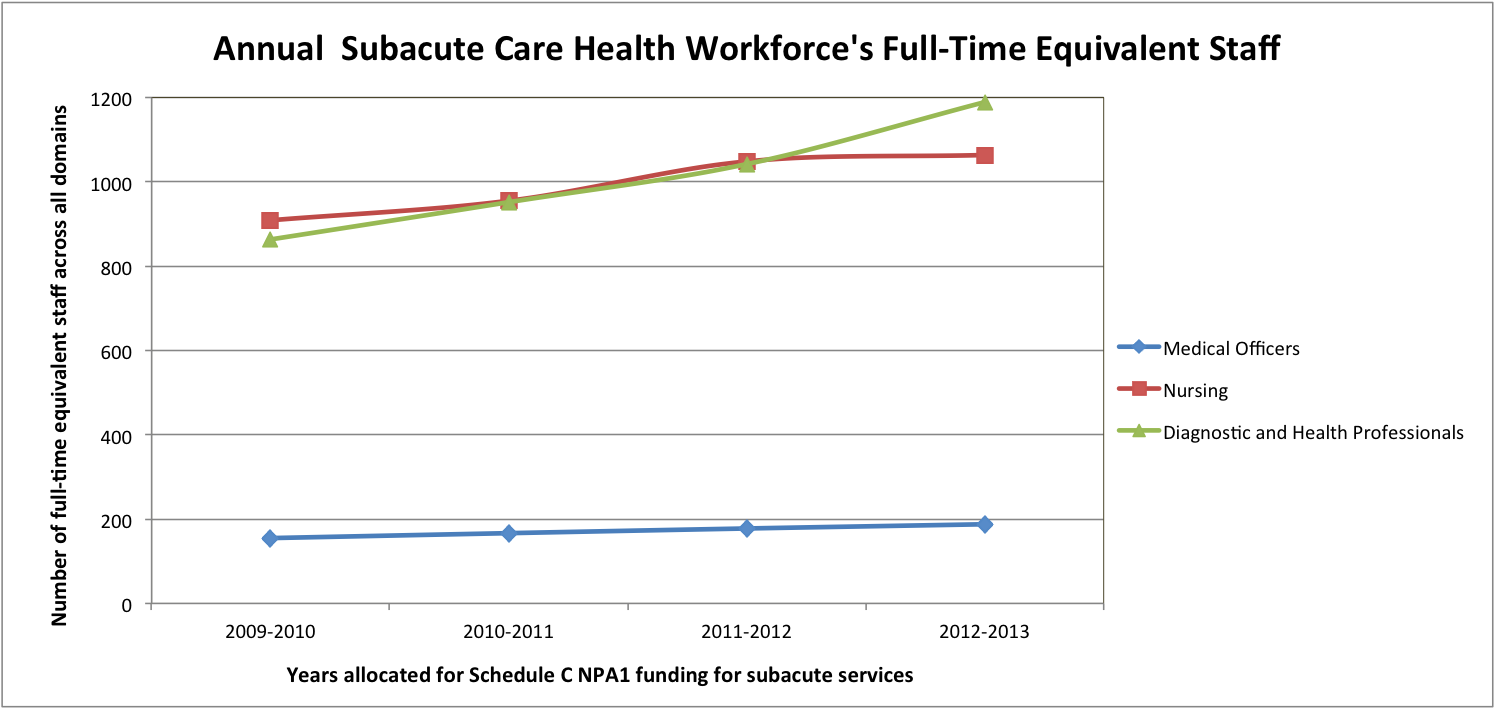 Annual  Subacute Care Health Workforce's Full-Time Equivalent Staff
Number of full-time equivalent staff across all domains
1200
1000
800
600
400
200
0
2009-2010
2010-2011
2011-2012
2012-2013
Years allocated for Schedule C NPA1 funding for subacute services
Medical Officers
Nursing
Diagnostic and Health Professionals